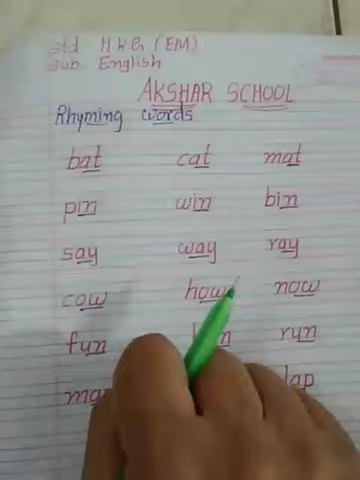 Std H.K.G (EM)
Sub English
AKSHAR SCHOOL
Rhyming words
bat cat mat
pin win bin
say way ray
cow how now
fun run
lap